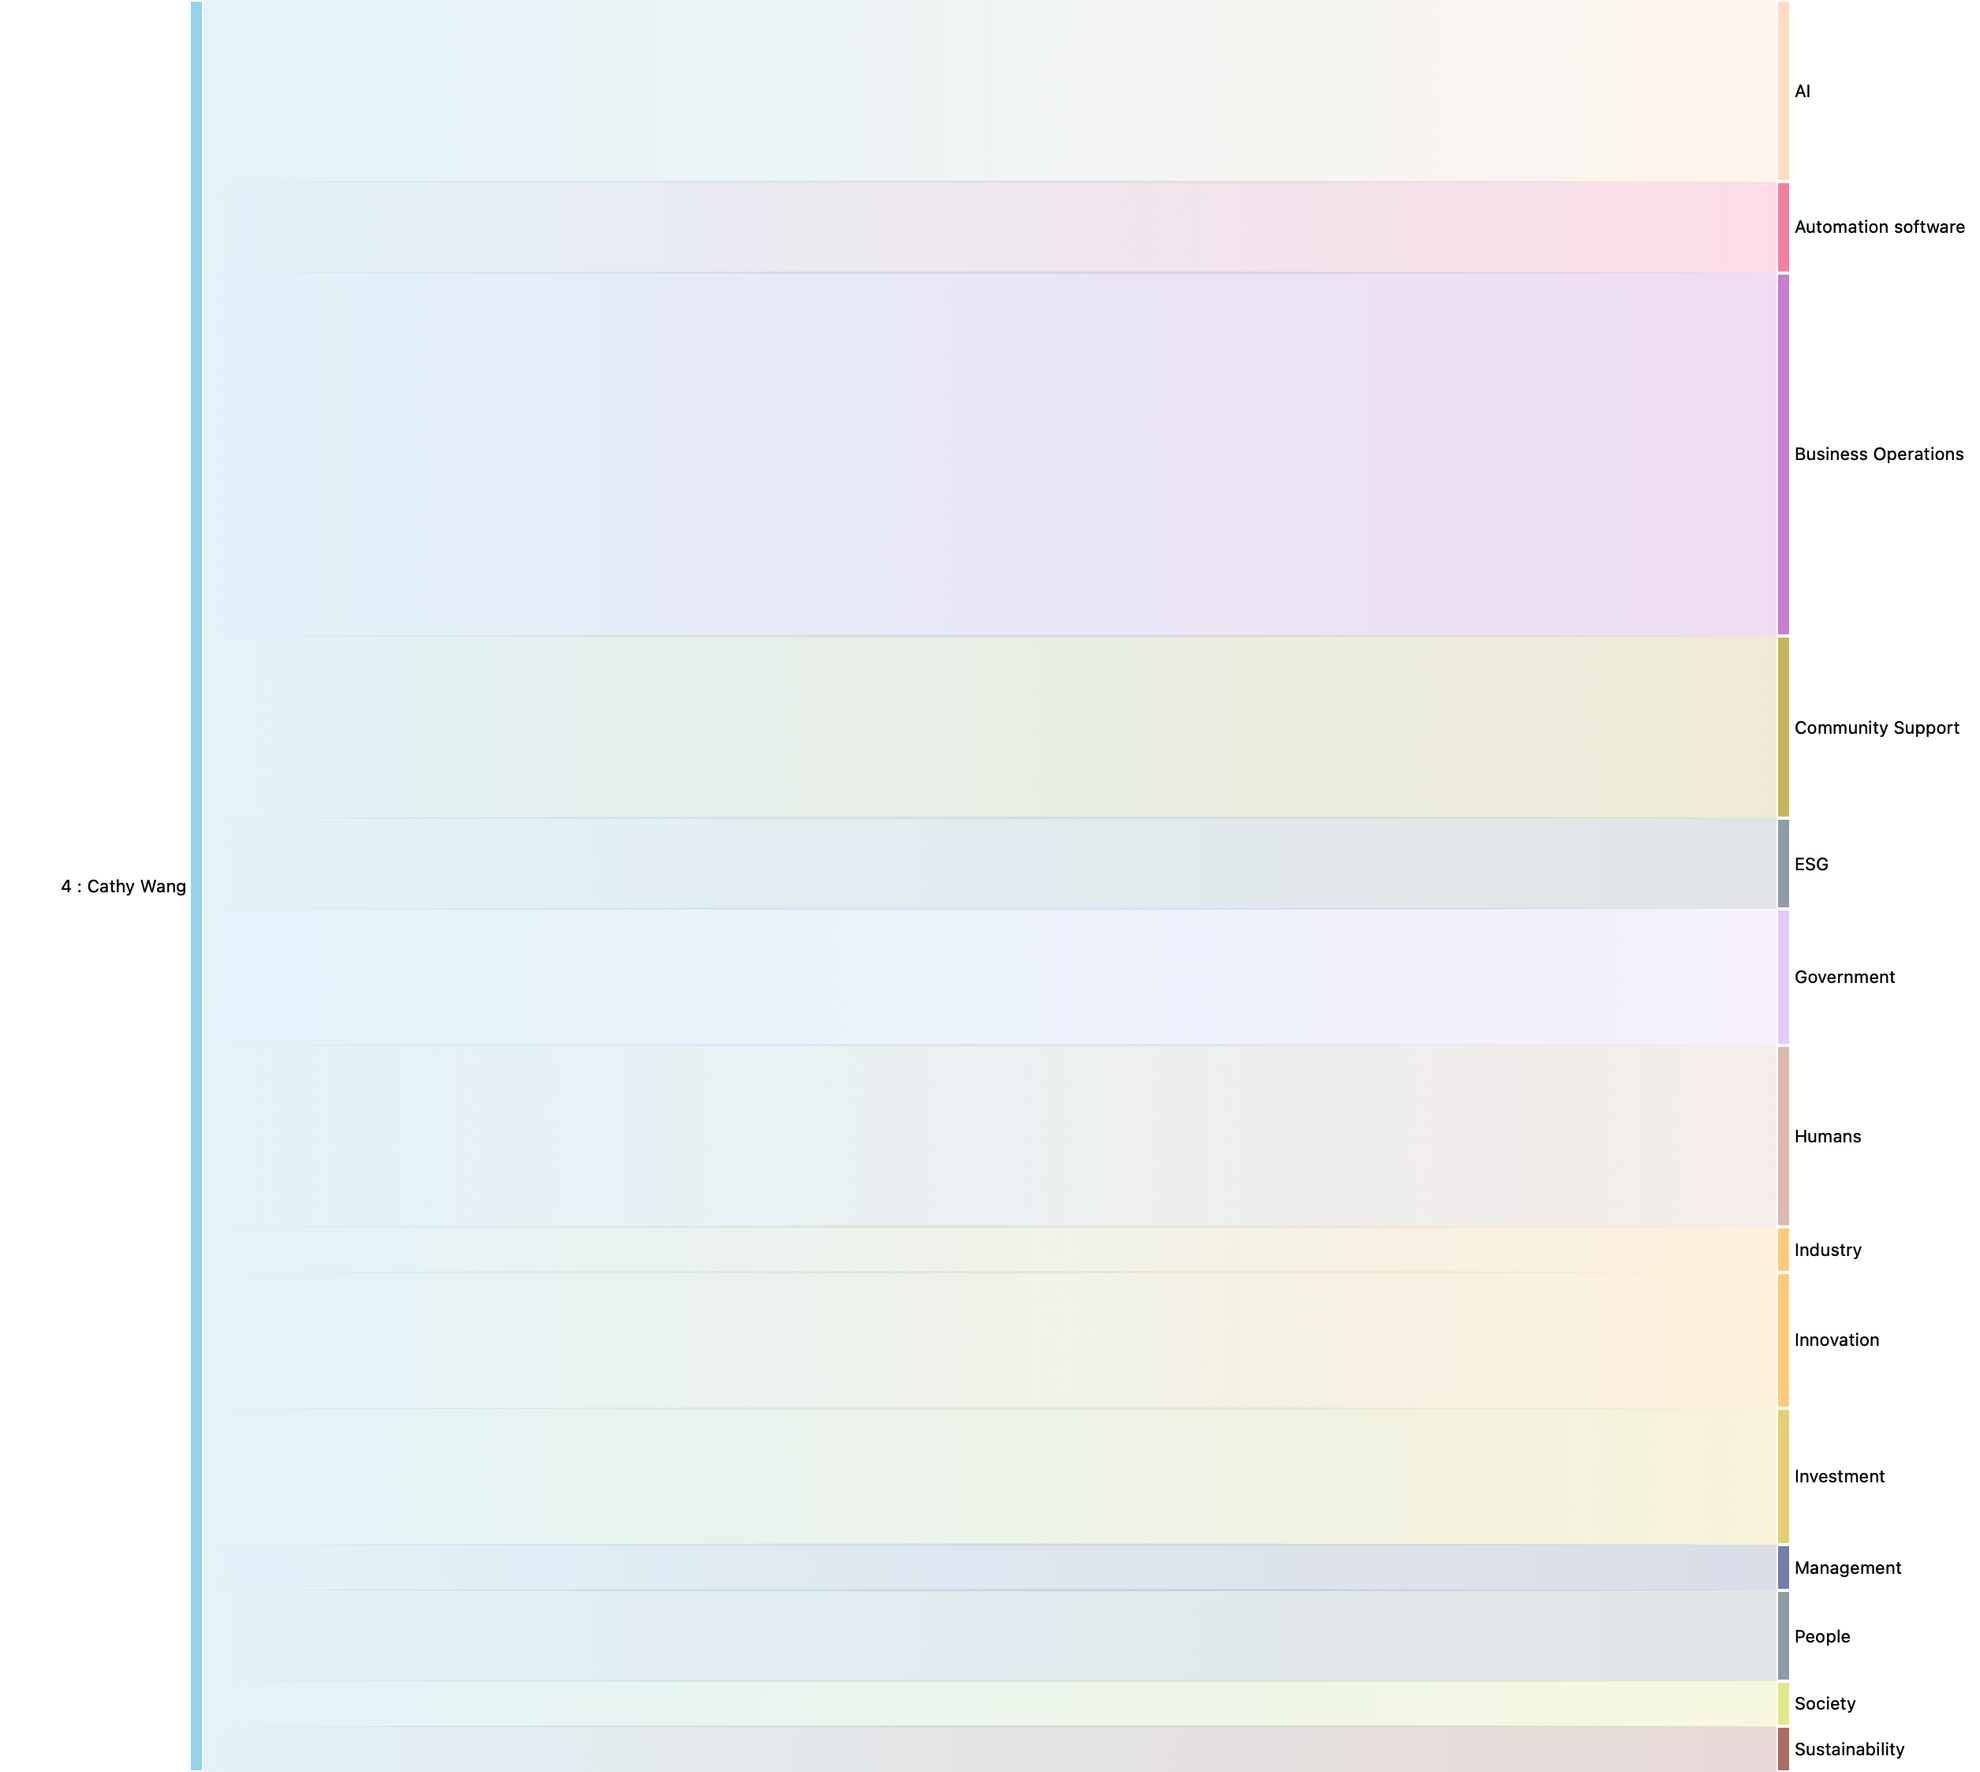 AI
Automation software
Business Operations
Community Support
ESG
4 : Cathy Wang
Government
Humans
Industry
Innovation
Investment
Management
People
Society
Sustainability